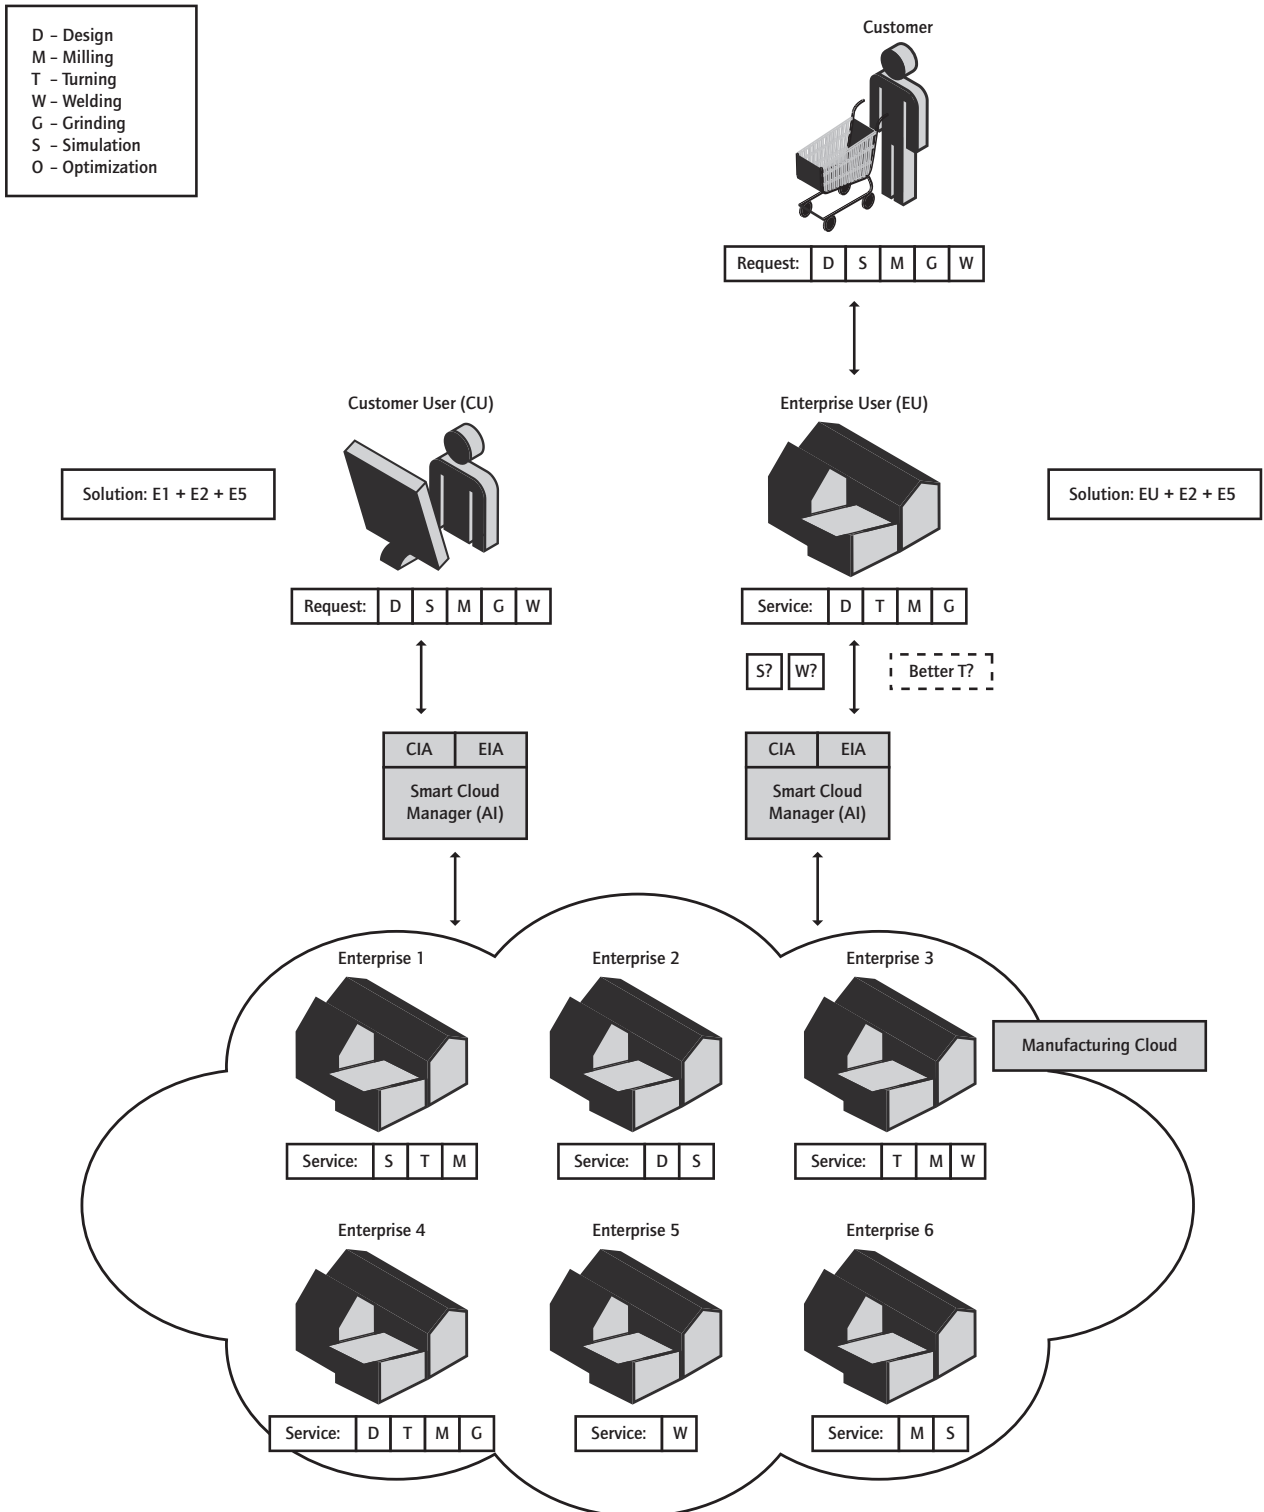 D – Design
M – Milling
T – Turning
W – Welding
G – Grinding
S – Simulation
O – Optimization
Customer
Request: D S M G W
Customer User (CU)
Enterprise User (EU)
Solution: E1 + E2 + E5
Solution: EU + E2 + E5
Request: D S M G W
Service: D T M G
S? W? Better T?
CIA EIA
Smart Cloud
Manager (AI)
CIA EIA
Smart Cloud
Manager (AI)
Enterprise 1
Enterprise 2
Enterprise 3
Manufacturing Cloud
Service: S T M
Service: D S
Service: T M W
Enterprise 4
Enterprise 5
Enterprise 6
Service: D T M G
Service: W
Service: M S